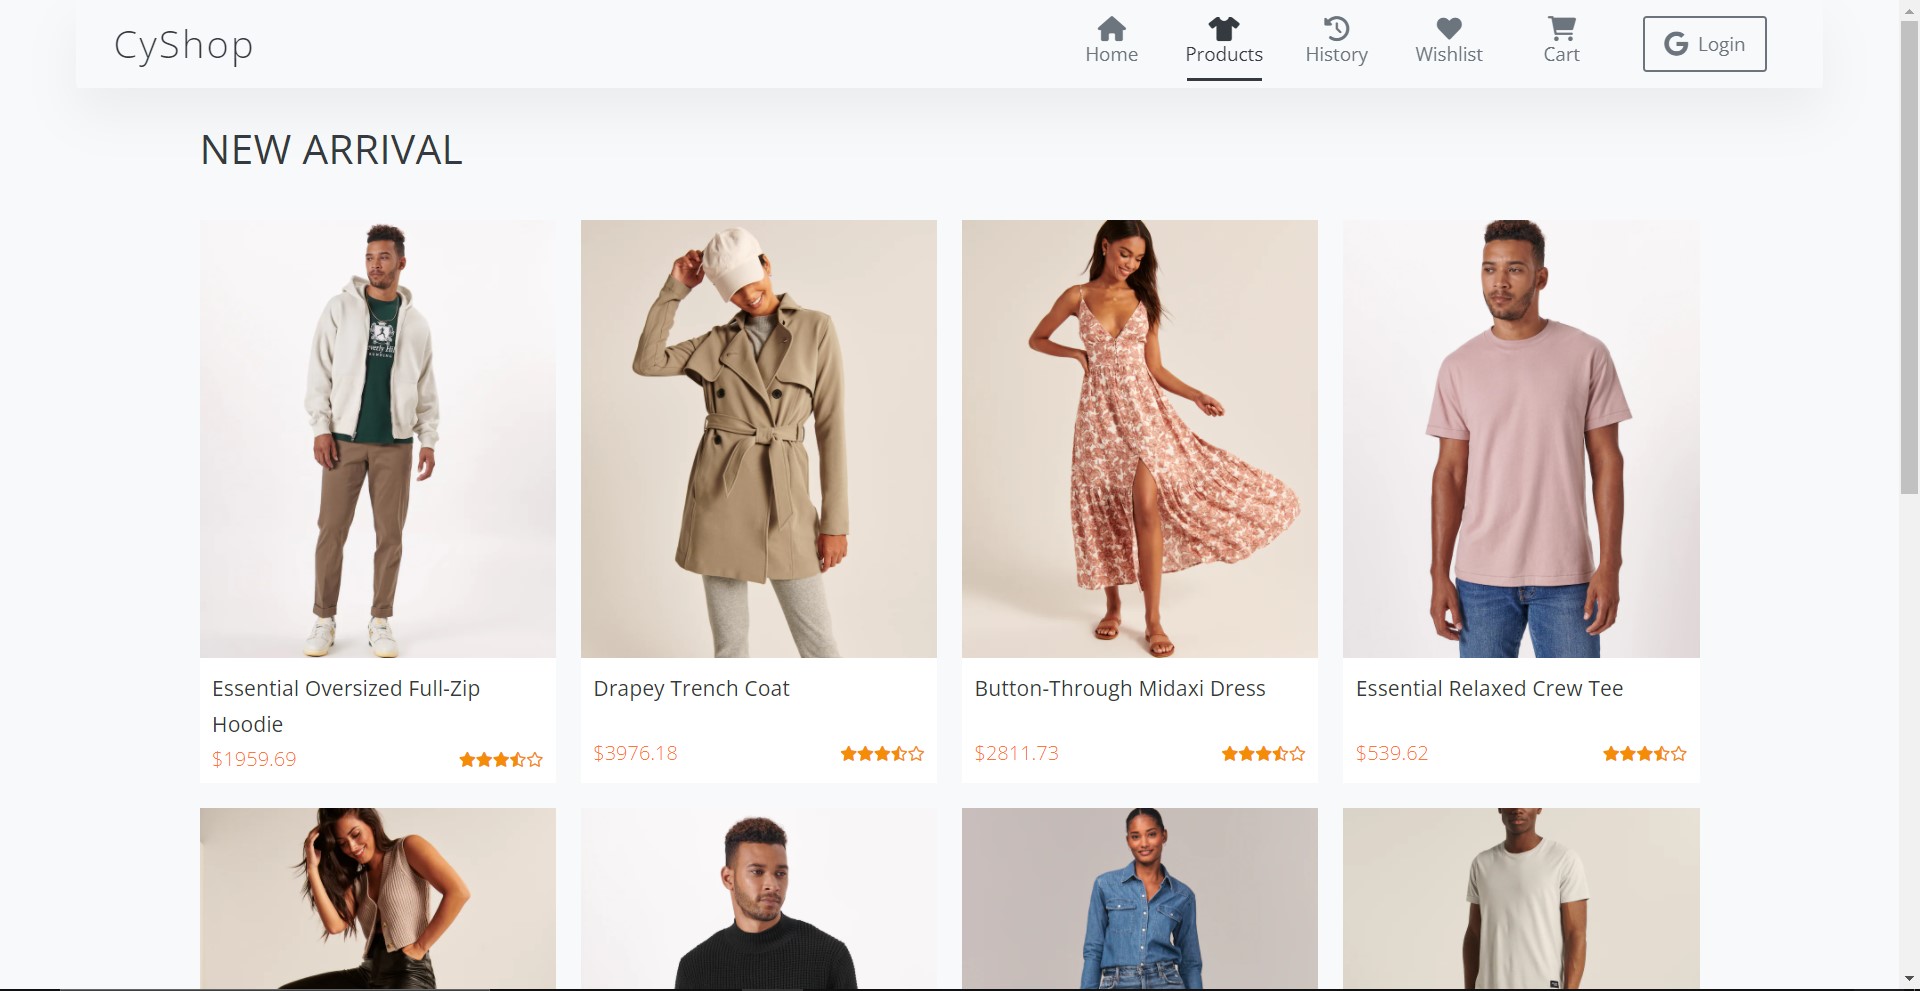 CyShop
Home
Products
History
Wishlist
Cart
Login
NEW ARRIVAL
Essential Oversized Full-Zip
Hoodie
$1959.69
Drapey Trench Coat
$3976.18
Button-Through Midaxi Dress
$2811.73
Essential Relaxed Crew Tee
$539.62